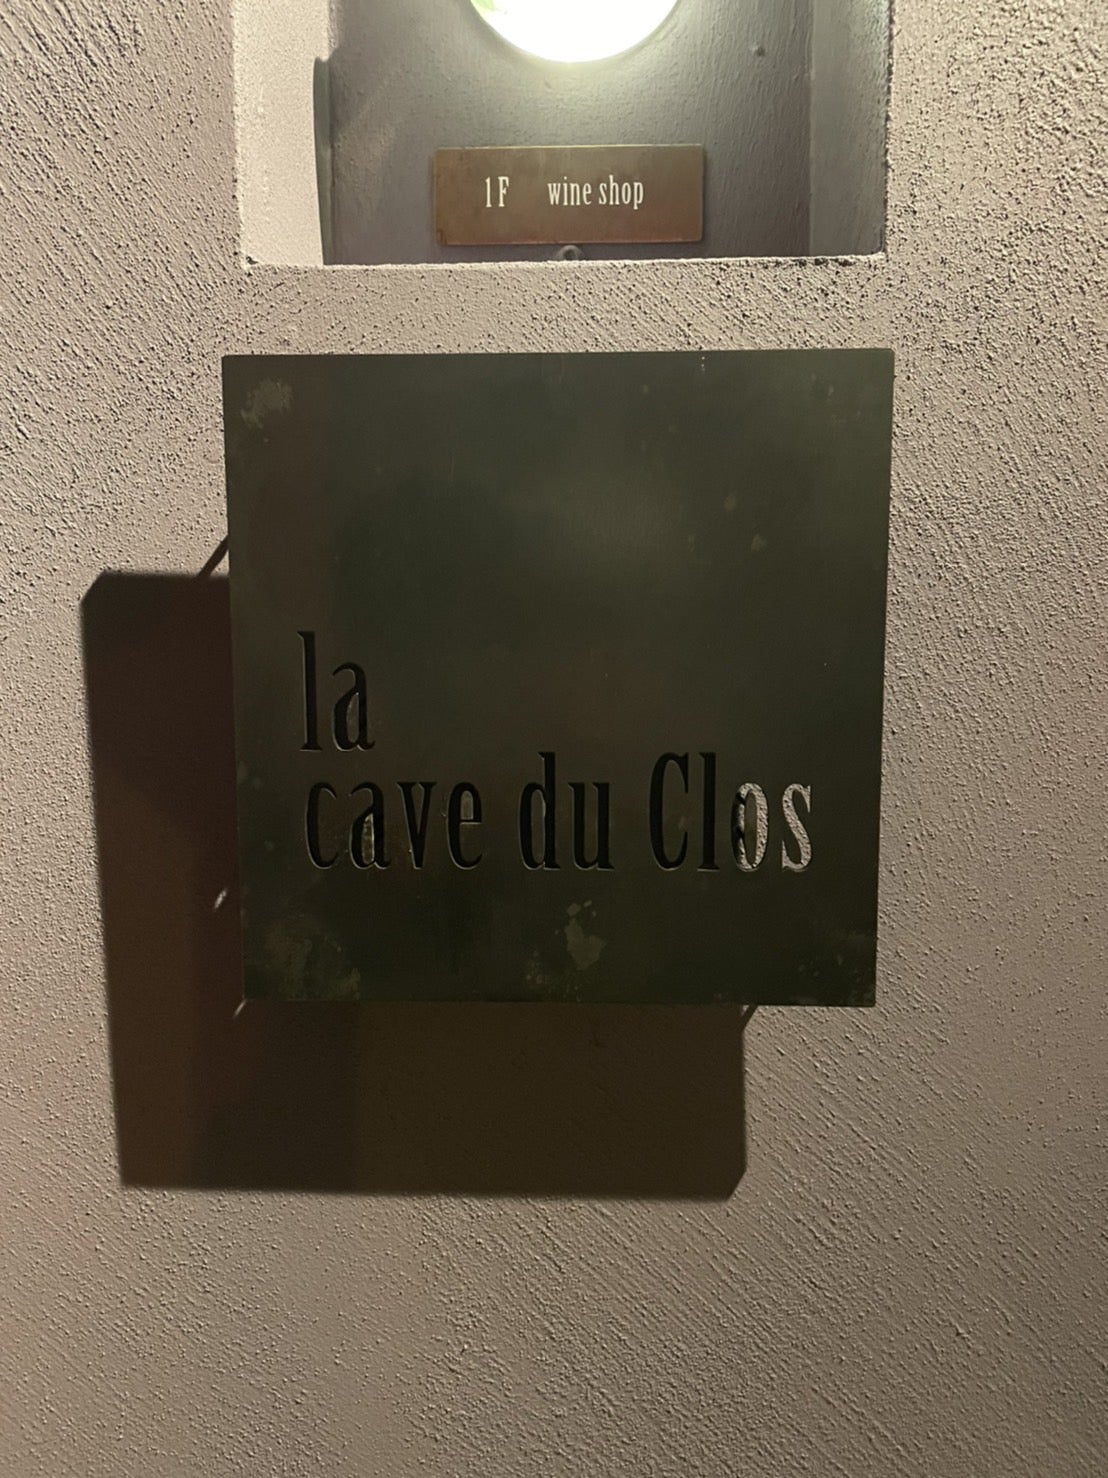 1F wine shop
la
cave du Clos